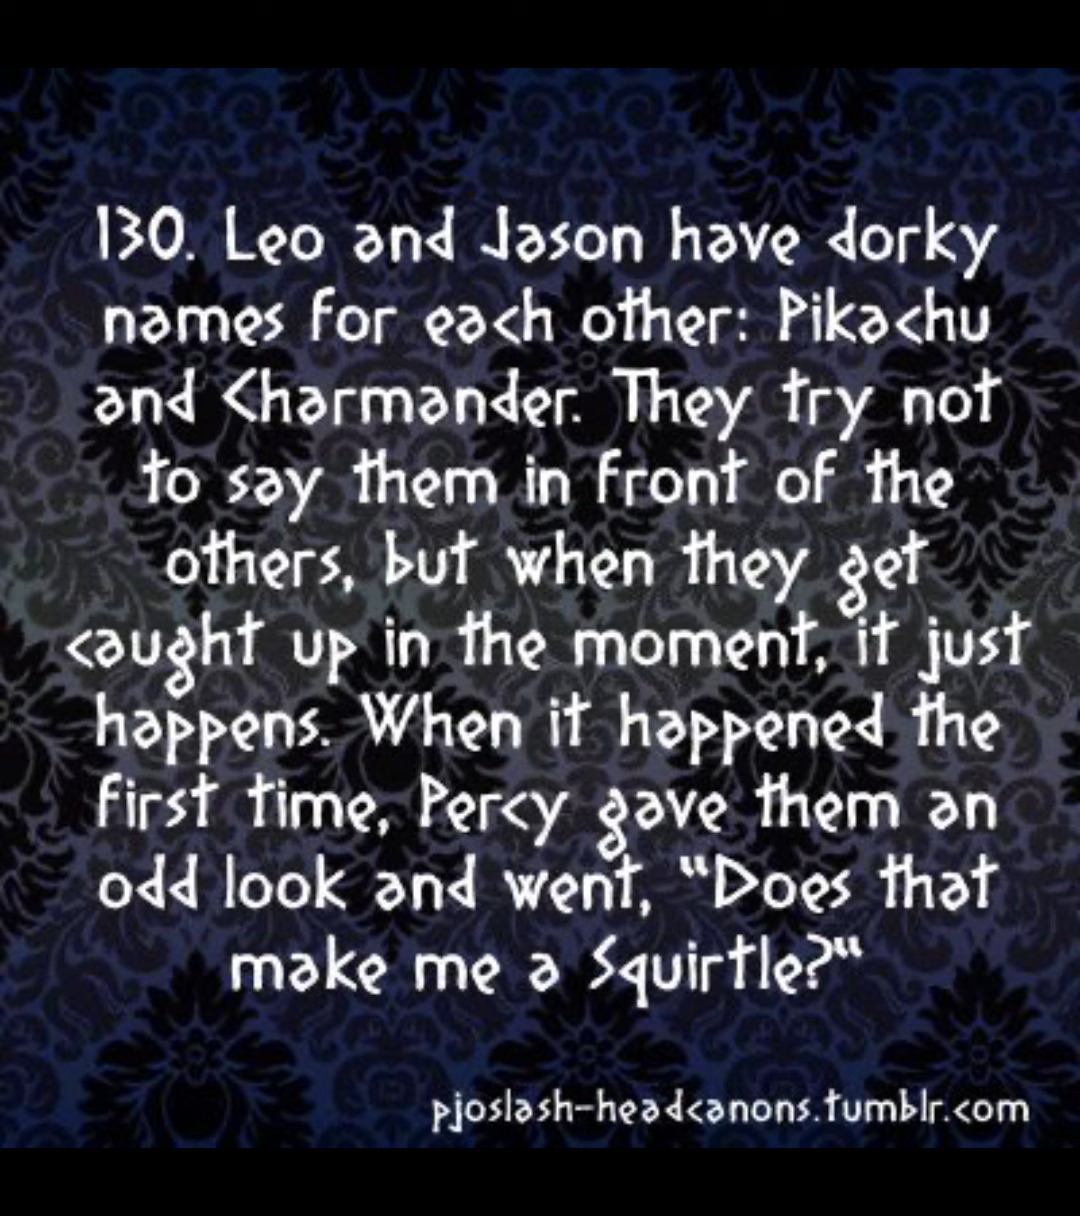 130. Leo and Jason have dorky
names for each other: Pikachu
and Charmander. They try not
to say them in front of the
others, but when they get
caught up in the moment, it just
happens. When it happened the
first time, Percy gave them an
odd look and went, "Does that
make me a Squirtle?"
pjoslash-headcanons.tumblr.com